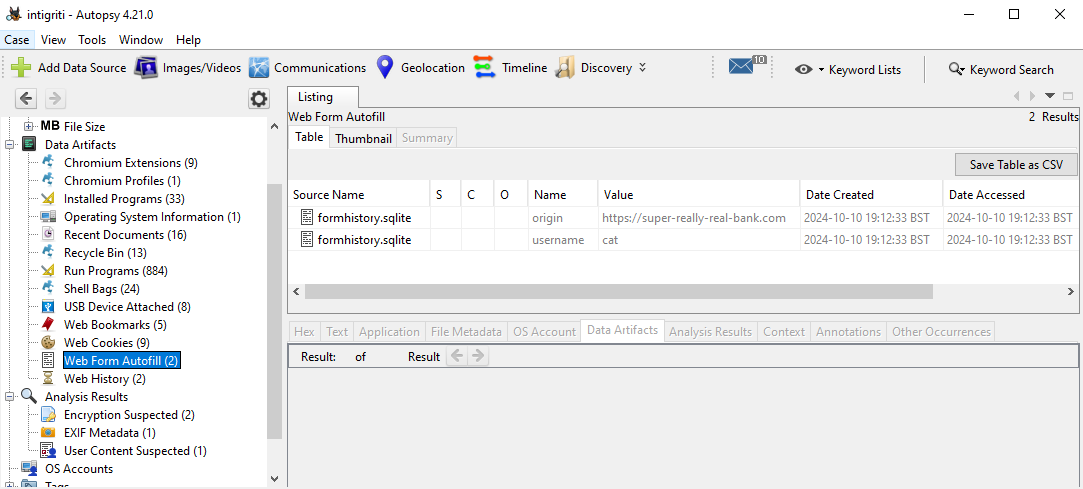 intigriti - Autopsy 4.21.0
Case View Tools Window Help
Add Data Source Images/Videos Communications Geolocation Timeline Discovery 10 Keyword Lists Keyword Search
Listing
Web Form Autofill
2 Results
Table Thumbnail Summary
Save Table as CSV
Source Name S C O Name Value Date Created Date Accessed
formhistory.sqlite origin https://super-really-real-bank.com 2024-10-10 19:12:33 BST 2024-10-10 19:12:33 BST
formhistory.sqlite username cat 2024-10-10 19:12:33 BST 2024-10-10 19:12:33 BST
Hex Text Application File Metadata OS Account Data Artifacts Analysis Results Context Annotations Other Occurrences
Result: of Result
MB File Size
Data Artifacts
Chromium Extensions (9)
Chromium Profiles (1)
Installed Programs (33)
Operating System Information (1)
Recent Documents (16)
Recycle Bin (13)
Run Programs (884)
Shell Bags (24)
USB Device Attached (8)
Web Bookmarks (5)
Web Cookies (9)
Web Form Autofill (2)
Web History (2)
Analysis Results
Encryption Suspected (2)
EXIF Metadata (1)
User Content Suspected (1)
OS Accounts
Tags